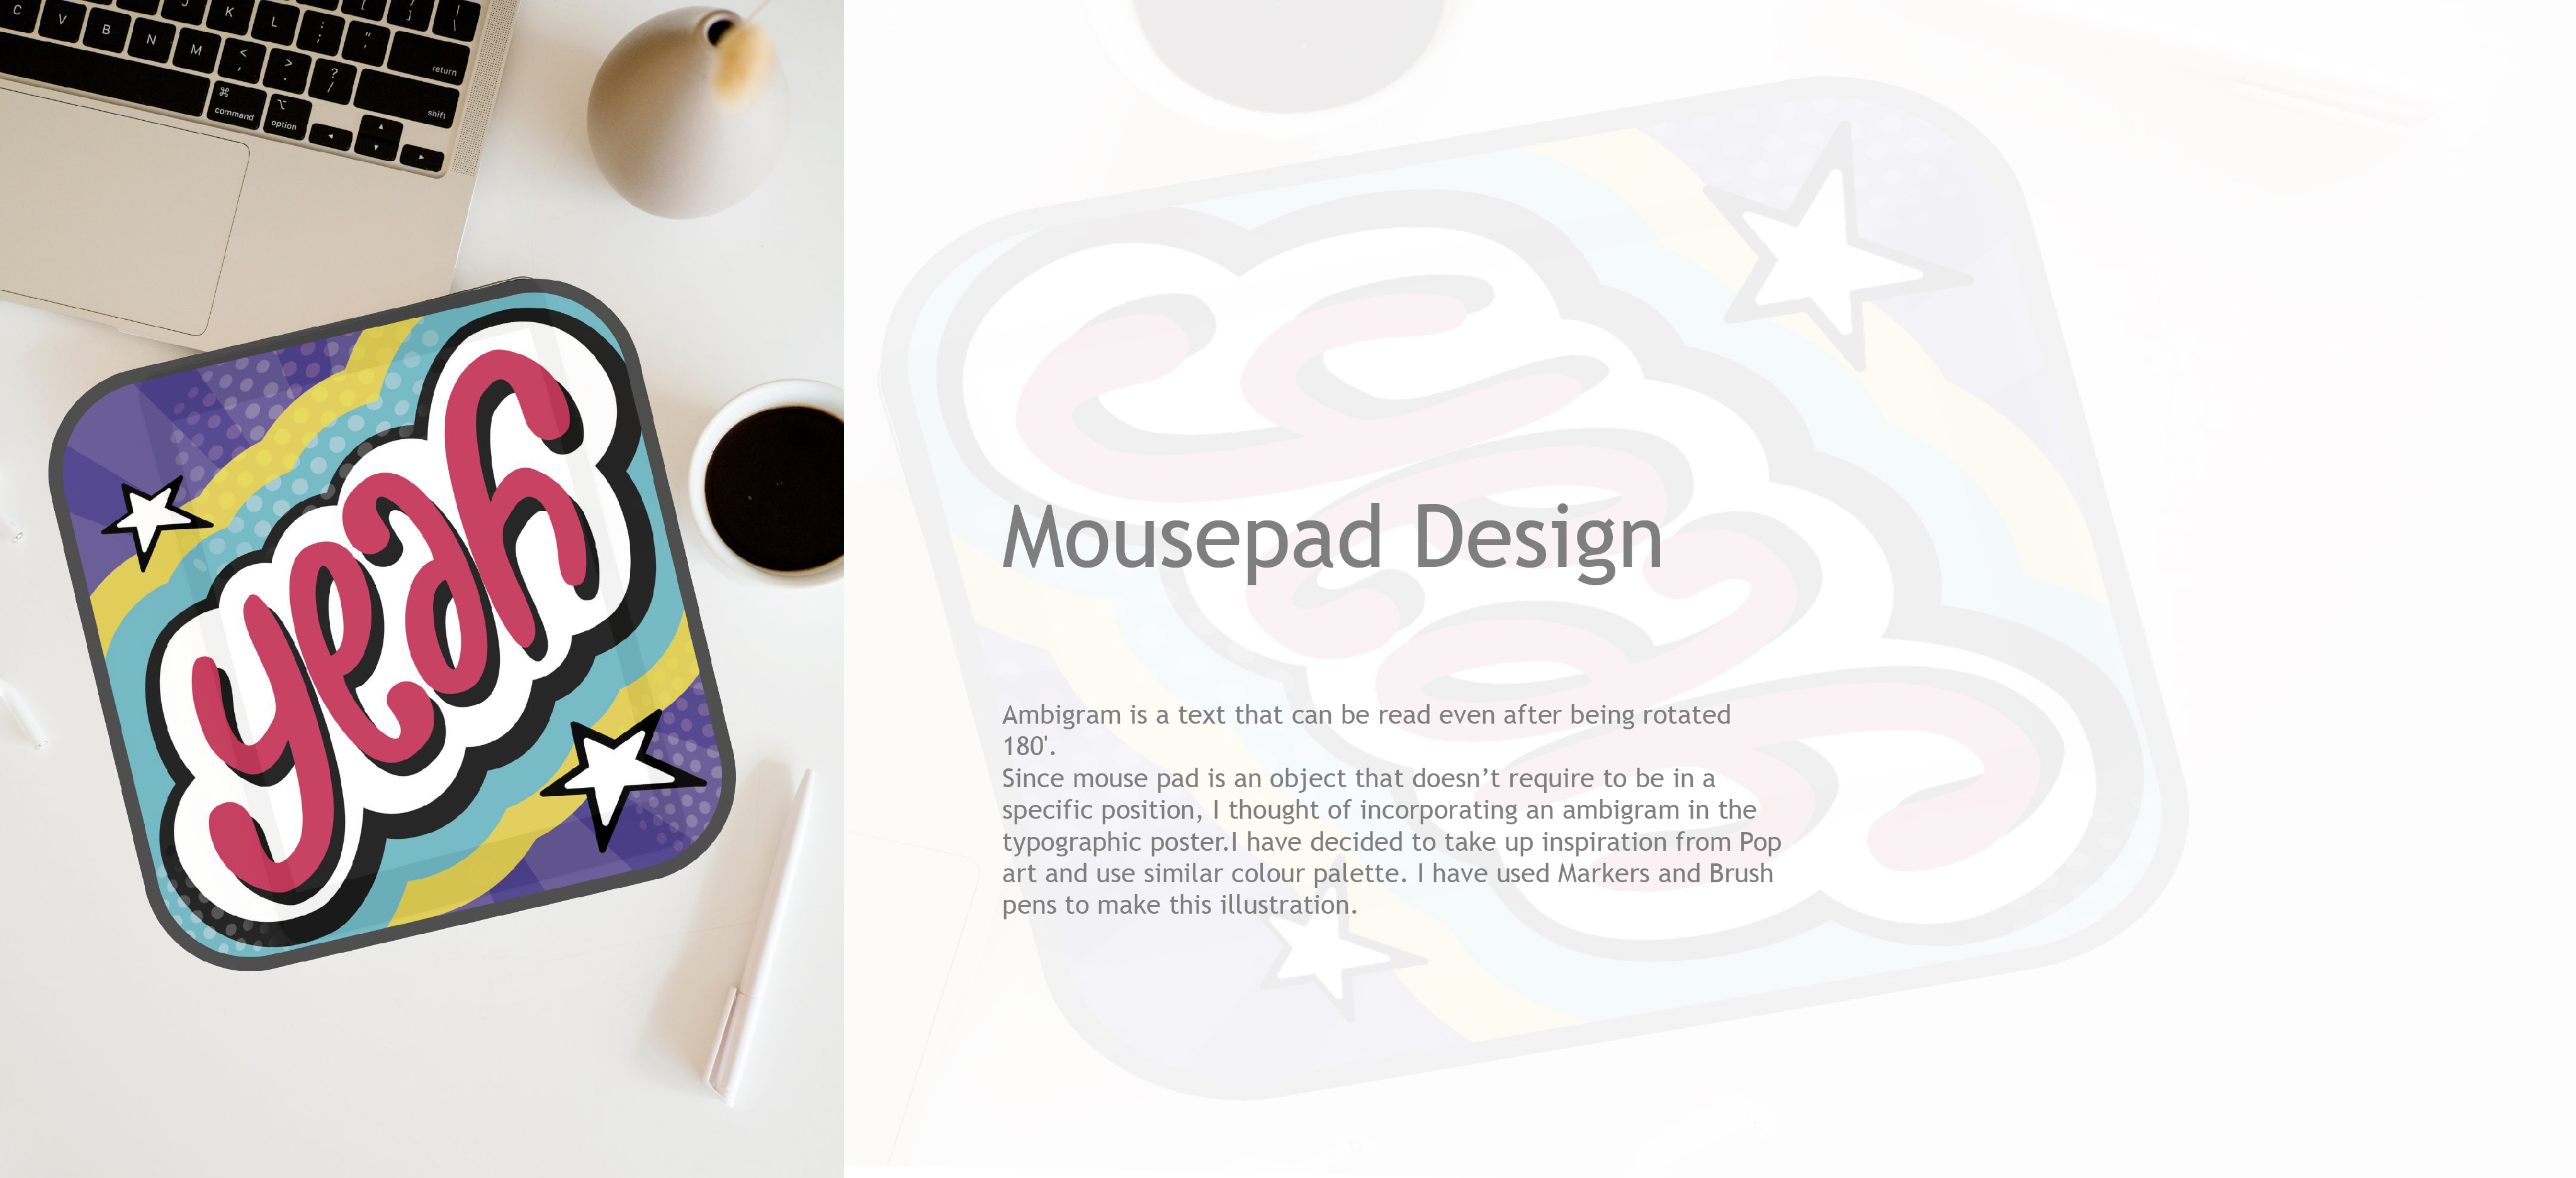 C V B N M < , > . ? / J K L : ; " ' { [ } ] | \
return
shift
⌘
command
⌥
option
yeah
Mousepad Design
Ambigram is a text that can be read even after being rotated
180'.
Since mouse pad is an object that doesn’t require to be in a
specific position, I thought of incorporating an ambigram in the
typographic poster.I have decided to take up inspiration from Pop
art and use similar colour palette. I have used Markers and Brush
pens to make this illustration.